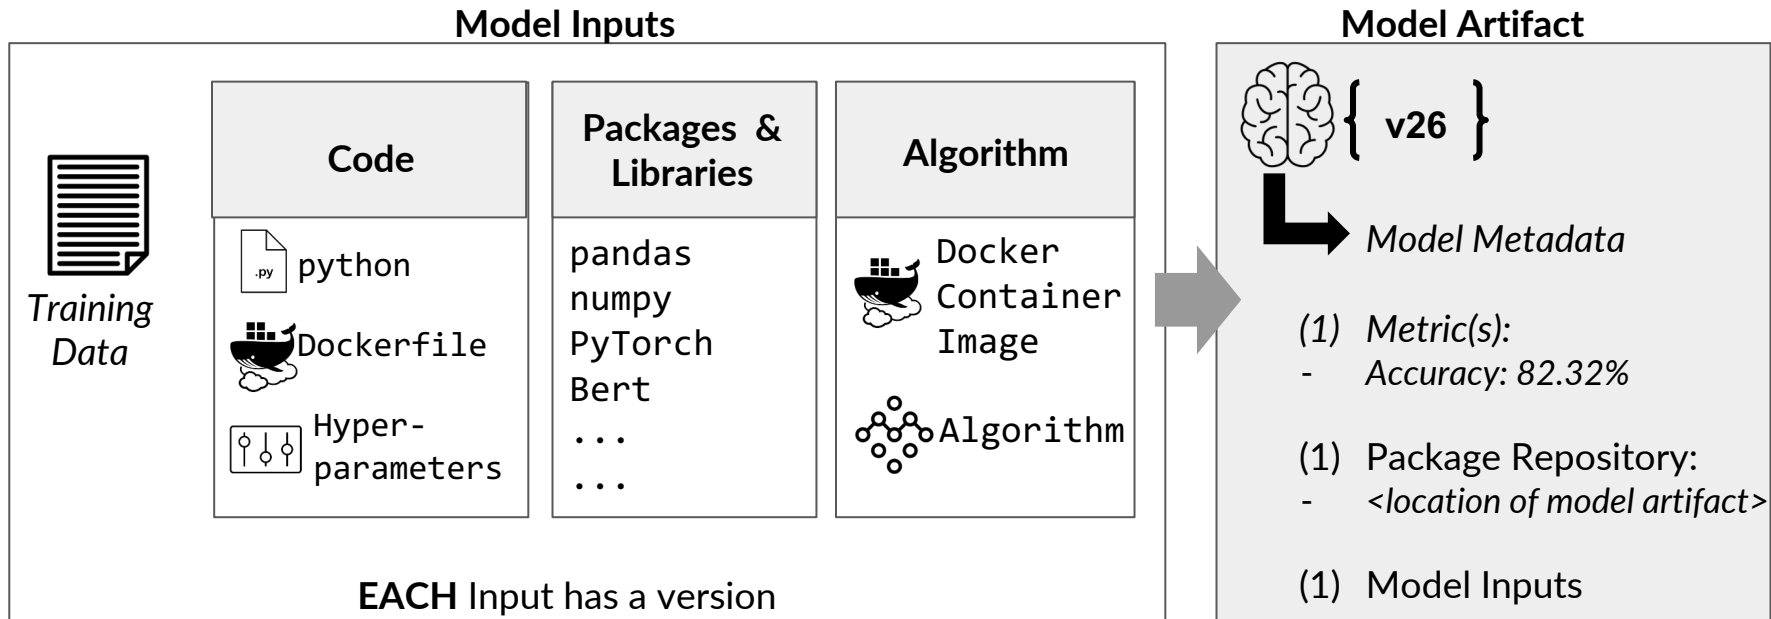 Model Inputs
Training
Data
Code
.py
python
Dockerfile
Hyper-
parameters
Packages &
Libraries
pandas
numpy
PyTorch
Bert
...
...
Algorithm
Docker
Container
Image
Algorithm
EACH Input has a version
Model Artifact
{ v26 }
Model Metadata
(1) Metric(s):
- Accuracy: 82.32%
(1) Package Repository:
- <location of model artifact>
(1) Model Inputs